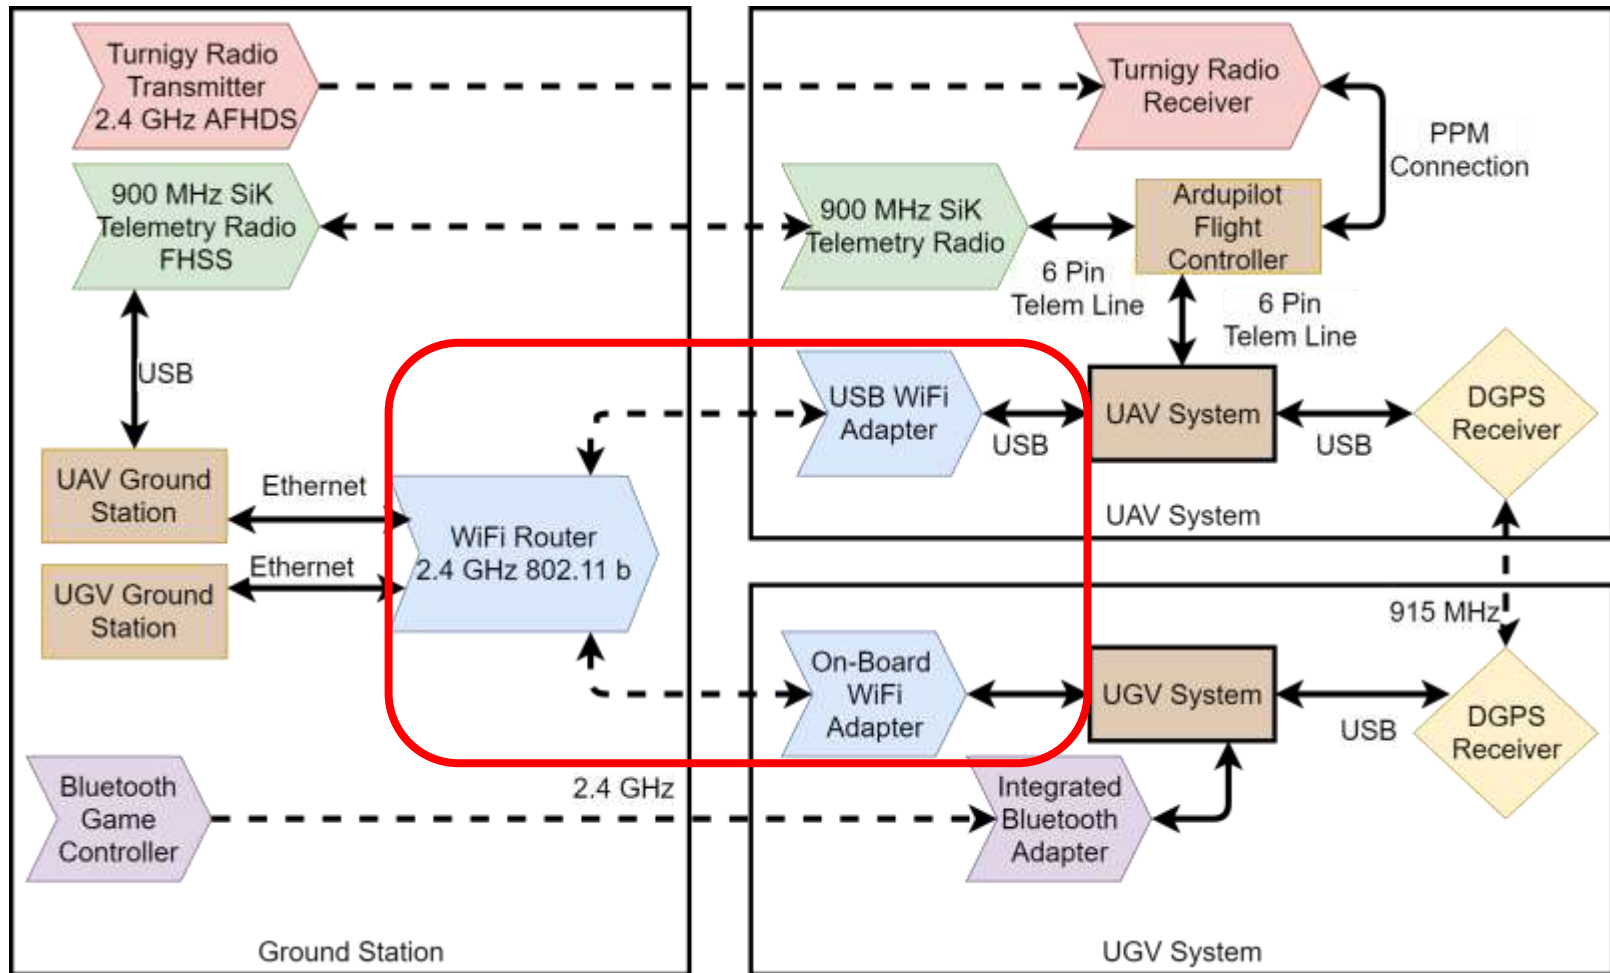 Turnigy Radio
Transmitter
2.4 GHz AFHDS
900 MHz SiK
Telemetry Radio
FHSS
USB
UAV Ground
Station
Ethernet
UGV Ground
Station
Ethernet
WiFi Router
2.4 GHz 802.11 b
Bluetooth
Game
Controller
2.4 GHz
Ground Station
Turnigy Radio
Receiver
PPM
Connection
900 MHz SiK
Telemetry Radio
Ardupilot
Flight
Controller
6 Pin
Telem Line
6 Pin
Telem Line
USB WiFi
Adapter
USB
UAV System
USB
DGPS
Receiver
UAV System
915 MHz
On-Board
WiFi
Adapter
UGV System
USB
DGPS
Receiver
Integrated
Bluetooth
Adapter
UGV System